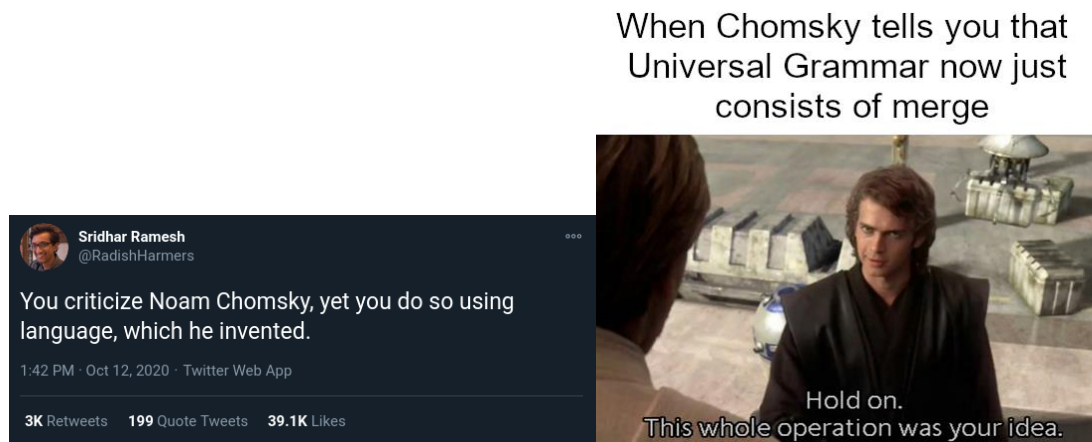 When Chomsky tells you that
Universal Grammar now just
consists of merge
Sridhar Ramesh
@RadishHarmers
You criticize Noam Chomsky, yet you do so using
language, which he invented.
1:42 PM · Oct 12, 2020 · Twitter Web App
3K Retweets 199 Quote Tweets 39.1K Likes
Hold on.
This whole operation was your idea.